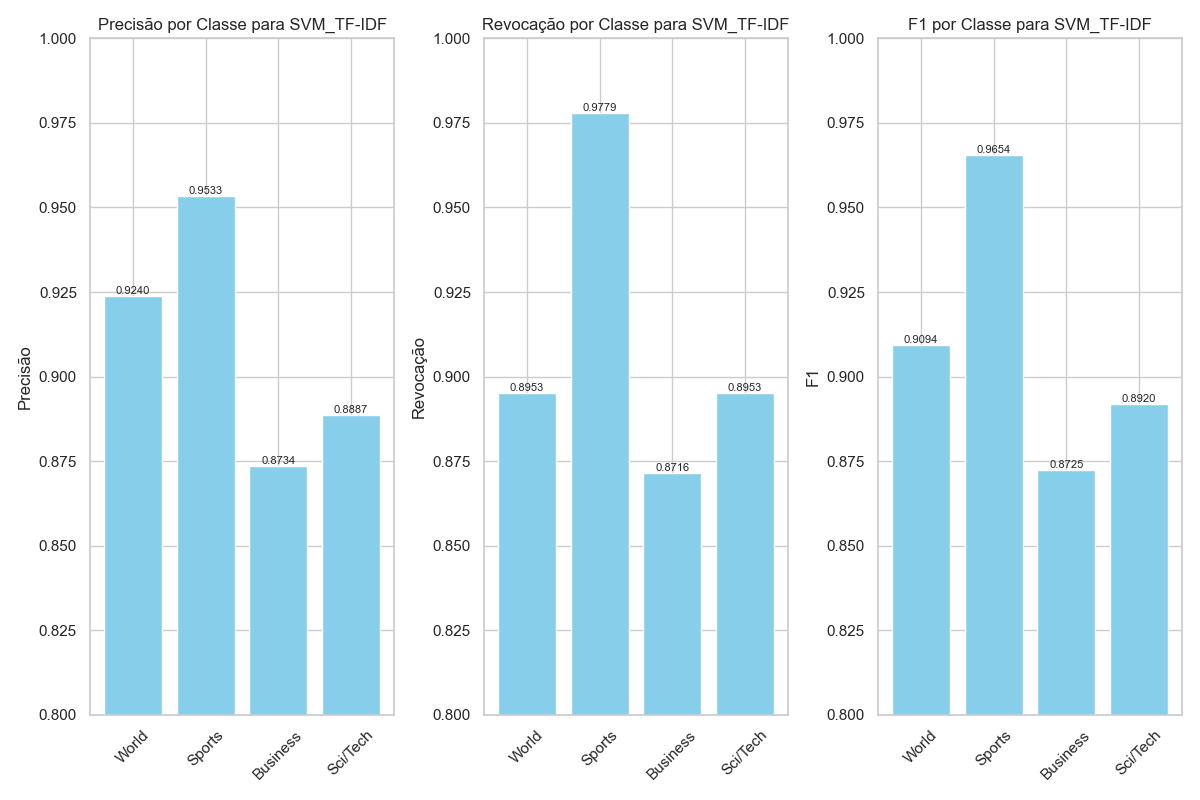 Precisão por Classe para SVM_TF-IDF
1.000
0.975
0.950
0.925
0.900
0.875
0.850
0.825
0.800
Precisão
0.9240
0.9533
0.8734
0.8887
World
Sports
Business
Sci/Tech
Revocação por Classe para SVM_TF-IDF
1.000
0.975
0.950
0.925
0.900
0.875
0.850
0.825
0.800
Revocação
0.8953
0.9779
0.8716
0.8953
World
Sports
Business
Sci/Tech
F1 por Classe para SVM_TF-IDF
1.000
0.975
0.950
0.925
0.900
0.875
0.850
0.825
0.800
F1
0.9094
0.9654
0.8725
0.8920
World
Sports
Business
Sci/Tech